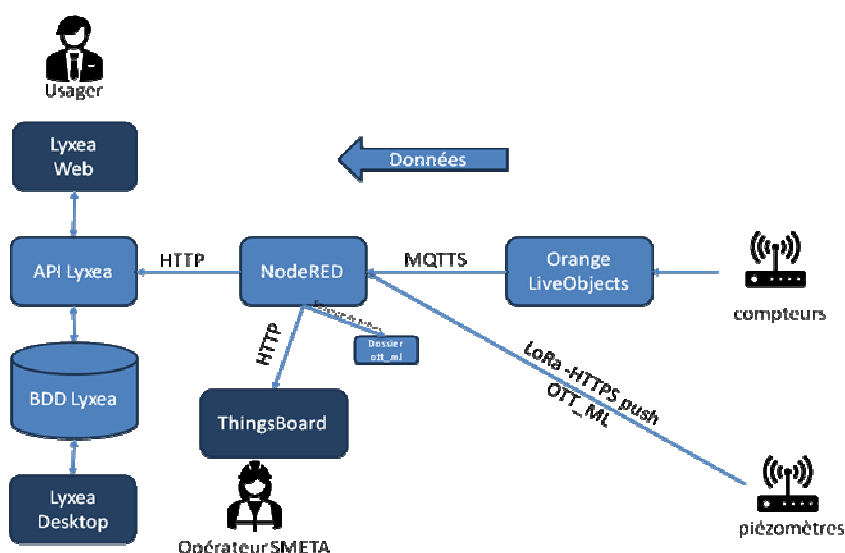 Usager
Lyxea
Web
Données
API Lyxea
HTTP
NodeRED
MQTTS
Orange
LiveObjects
compteurs
HTTP
Dossier
ott_ml
LoRa -HTTPS push
OTT_ML
BDD Lyxea
ThingsBoard
Lyxea
Desktop
Opérateur SMETA
piézomètres